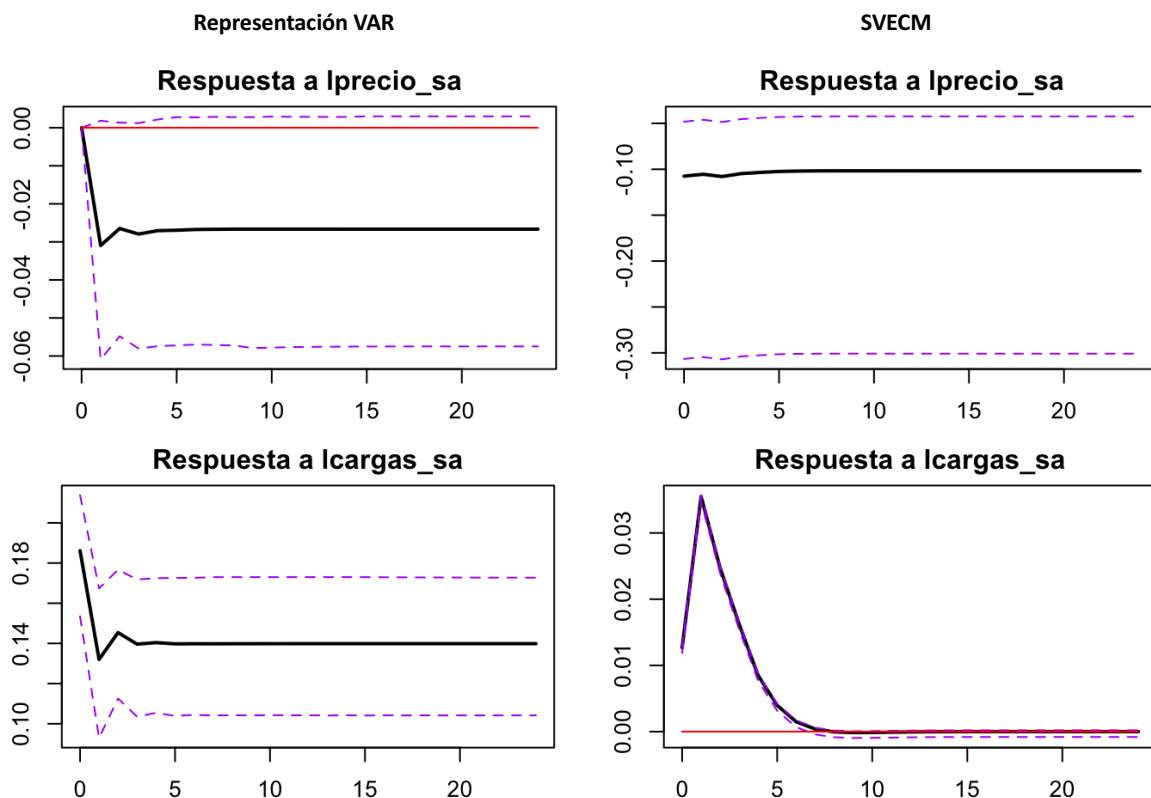 Representación VAR
SVECM
Respuesta a lprecio_sa
Respuesta a lprecio_sa
0.00
-0.02
-0.04
-0.06
0 5 10 15 20
-0.10
-0.20
-0.30
0 5 10 15 20
Respuesta a lcargas_sa
Respuesta a lcargas_sa
0.18
0.14
0.10
0 5 10 15 20
0.03
0.02
0.01
0.00
0 5 10 15 20